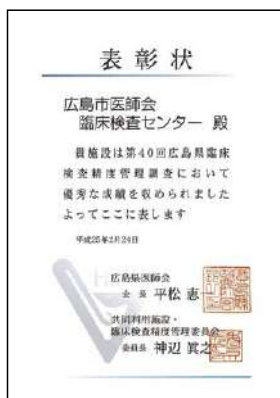 表彰状
広島市医師会
臨床検査センター 殿
貴施設は第40回広島県臨床
検査精度管理調査において
優秀な成績を収められました
よってここに表します
平成25年2月24日
広島県医師会
会長 平松恵一
共同利用施設・
臨床検査精度管理委員会
委員長 神辺眞之